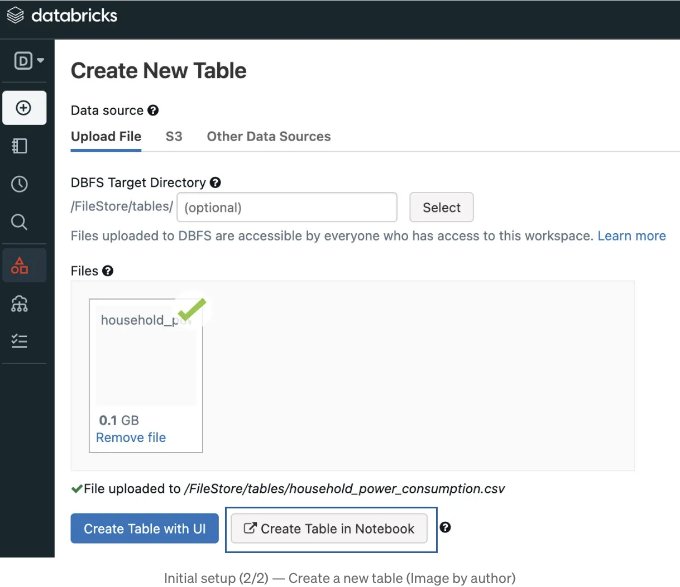 databricks
D
Create New Table
Data source ?
Upload File S3 Other Data Sources
DBFS Target Directory ?
/FileStore/tables/ (optional) Select
Files uploaded to DBFS are accessible by everyone who has access to this workspace. Learn more
Files ?
0.1 GB
Remove file
File uploaded to /FileStore/tables/household_power_consumption.csv
Create Table with UI Create Table in Notebook ?
Initial setup (2/2) — Create a new table (Image by author)